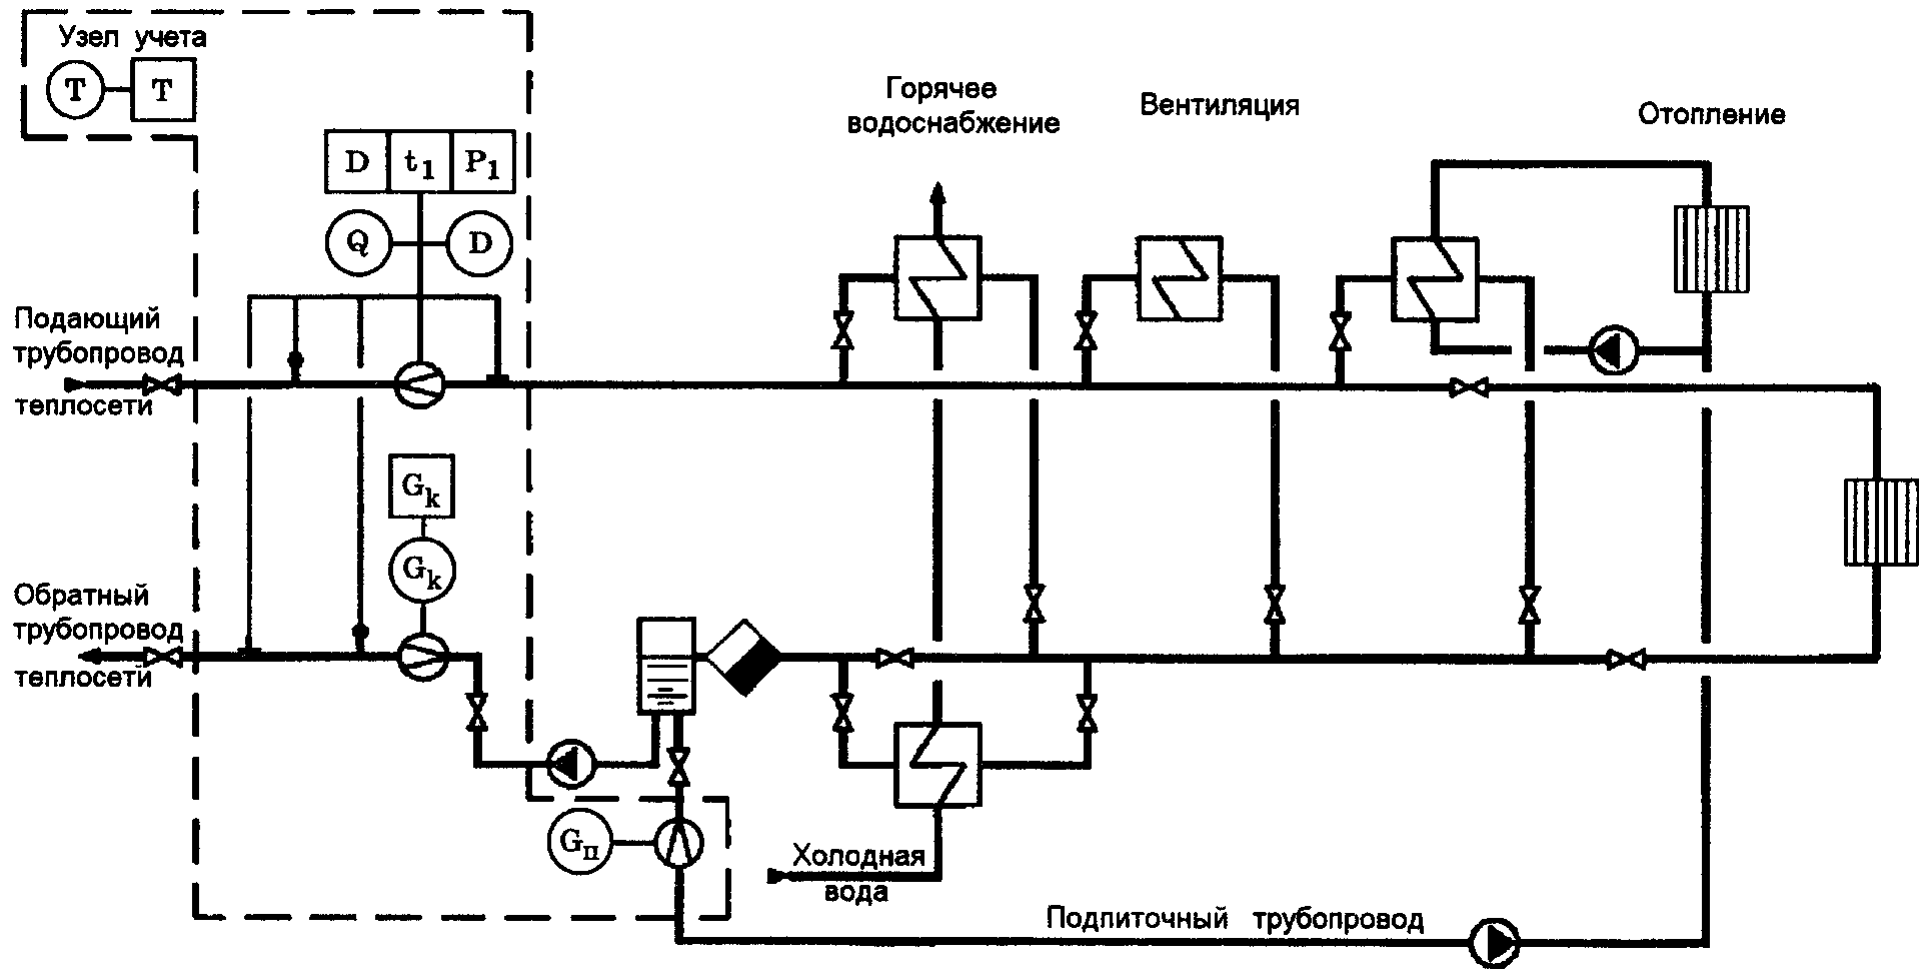 Узел учета
T T
Горячее
водоснабжение
Вентиляция
Отопление
D t1 P1
Q D
Подающий
трубопровод
теплосети
Gk
Gk
Обратный
трубопровод
теплосети
Gп
Холодная
вода
Подпиточный трубопровод